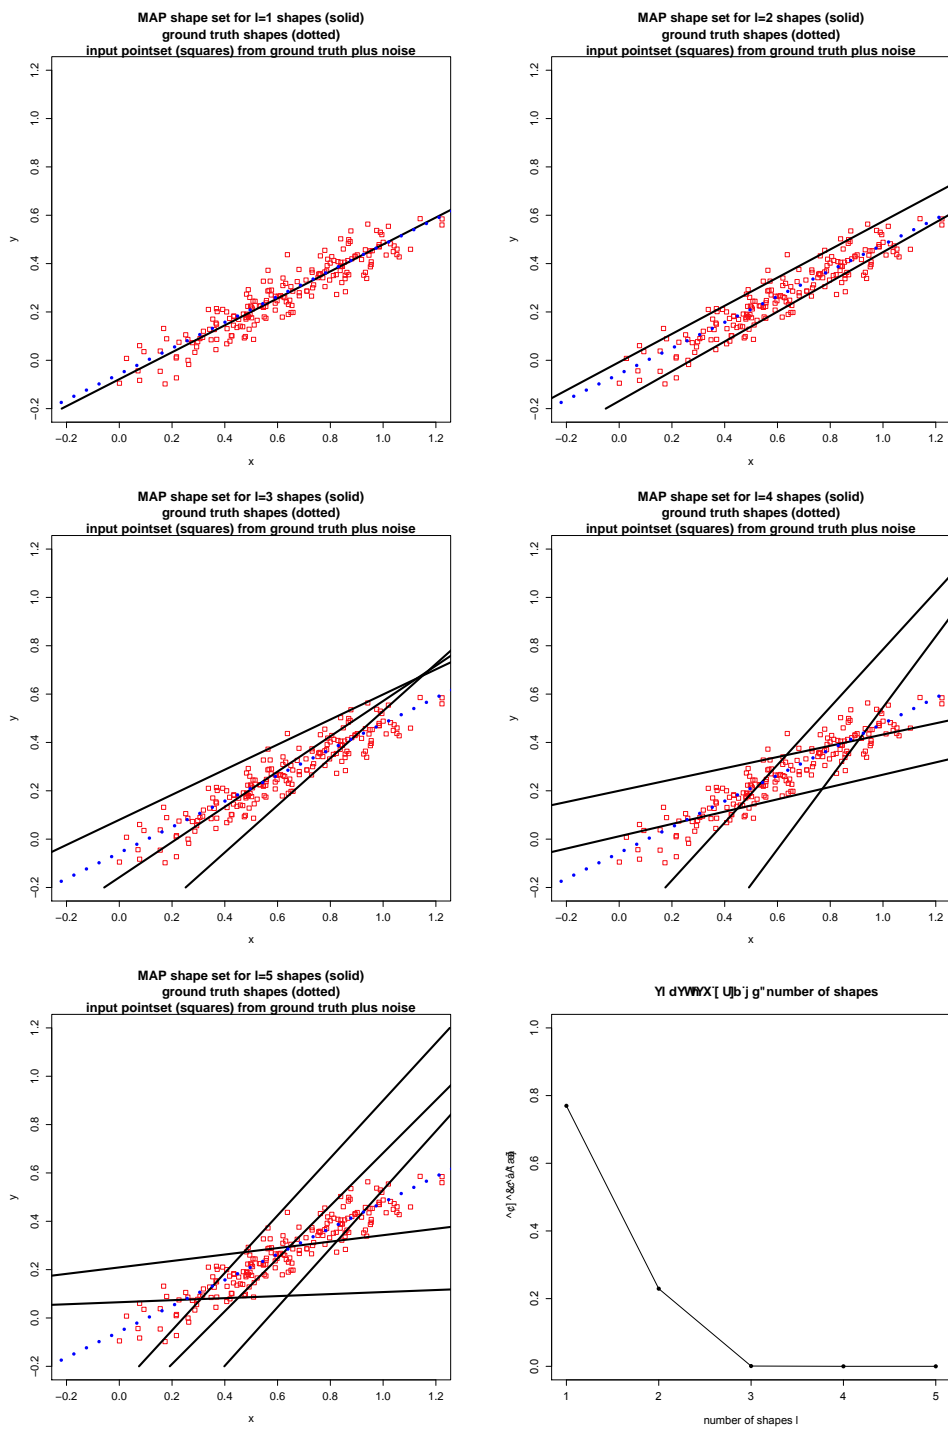 MAP shape set for l=1 shapes (solid)
ground truth shapes (dotted)
input pointset (squares) from ground truth plus noise
1.2
1.0
0.8
0.6
0.4
0.2
0.0
−0.2
y
−0.2 0.0 0.2 0.4 0.6 0.8 1.0 1.2
x
MAP shape set for l=2 shapes (solid)
ground truth shapes (dotted)
input pointset (squares) from ground truth plus noise
1.2
1.0
0.8
0.6
0.4
0.2
0.0
−0.2
y
−0.2 0.0 0.2 0.4 0.6 0.8 1.0 1.2
x
MAP shape set for l=3 shapes (solid)
ground truth shapes (dotted)
input pointset (squares) from ground truth plus noise
1.2
1.0
0.8
0.6
0.4
0.2
0.0
−0.2
y
−0.2 0.0 0.2 0.4 0.6 0.8 1.0 1.2
x
MAP shape set for l=4 shapes (solid)
ground truth shapes (dotted)
input pointset (squares) from ground truth plus noise
1.2
1.0
0.8
0.6
0.4
0.2
0.0
−0.2
y
−0.2 0.0 0.2 0.4 0.6 0.8 1.0 1.2
x
MAP shape set for l=5 shapes (solid)
ground truth shapes (dotted)
input pointset (squares) from ground truth plus noise
1.2
1.0
0.8
0.6
0.4
0.2
0.0
−0.2
y
−0.2 0.0 0.2 0.4 0.6 0.8 1.0 1.2
x
number of shapes
1.0
0.8
0.6
0.4
0.2
0.0
1 2 3 4 5
number of shapes l